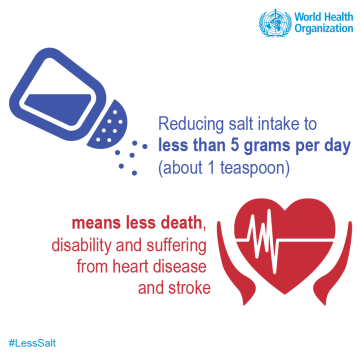 World Health
Organization
Reducing salt intake to
less than 5 grams per day
(about 1 teaspoon)
means less death,
disability and suffering
from heart disease
and stroke
#LessSalt